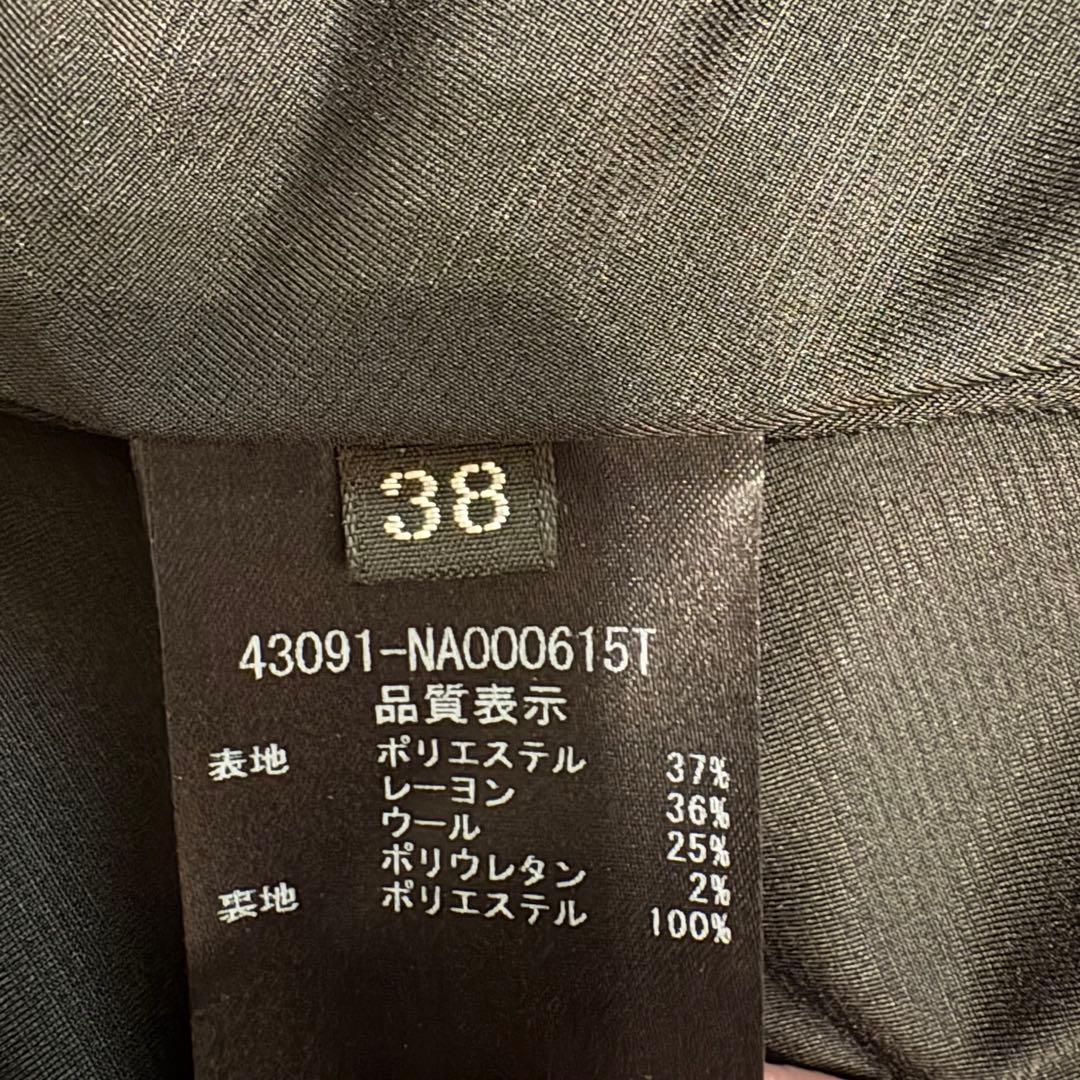 38
43091-NA000615T
品質表示
表地 ポリエステル 37%
レーヨン 36%
ウール 25%
ポリウレタン 2%
裏地 ポリエステル 100%